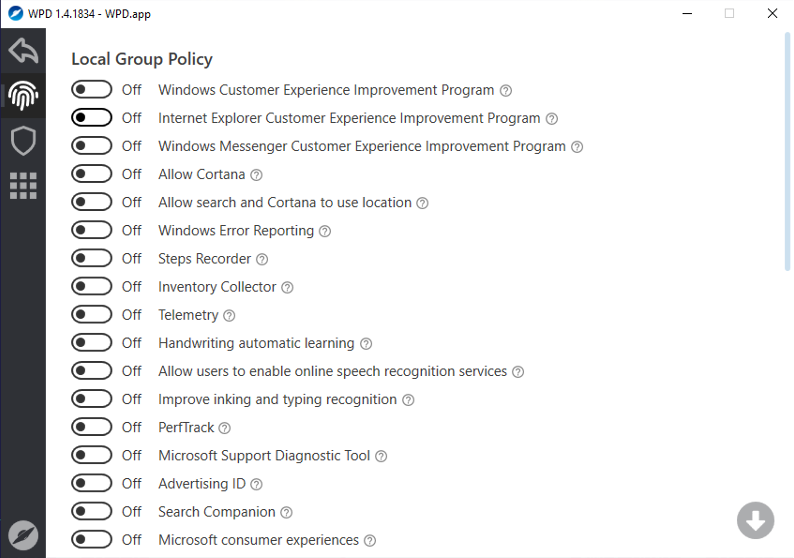 WPD 1.4.1834 - WPD.app
Local Group Policy
Off Windows Customer Experience Improvement Program ?
Off Internet Explorer Customer Experience Improvement Program ?
Off Windows Messenger Customer Experience Improvement Program ?
Off Allow Cortana ?
Off Allow search and Cortana to use location ?
Off Windows Error Reporting ?
Off Steps Recorder ?
Off Inventory Collector ?
Off Telemetry ?
Off Handwriting automatic learning ?
Off Allow users to enable online speech recognition services ?
Off Improve inking and typing recognition ?
Off PerfTrack ?
Off Microsoft Support Diagnostic Tool ?
Off Advertising ID ?
Off Search Companion ?
Off Microsoft consumer experiences ?